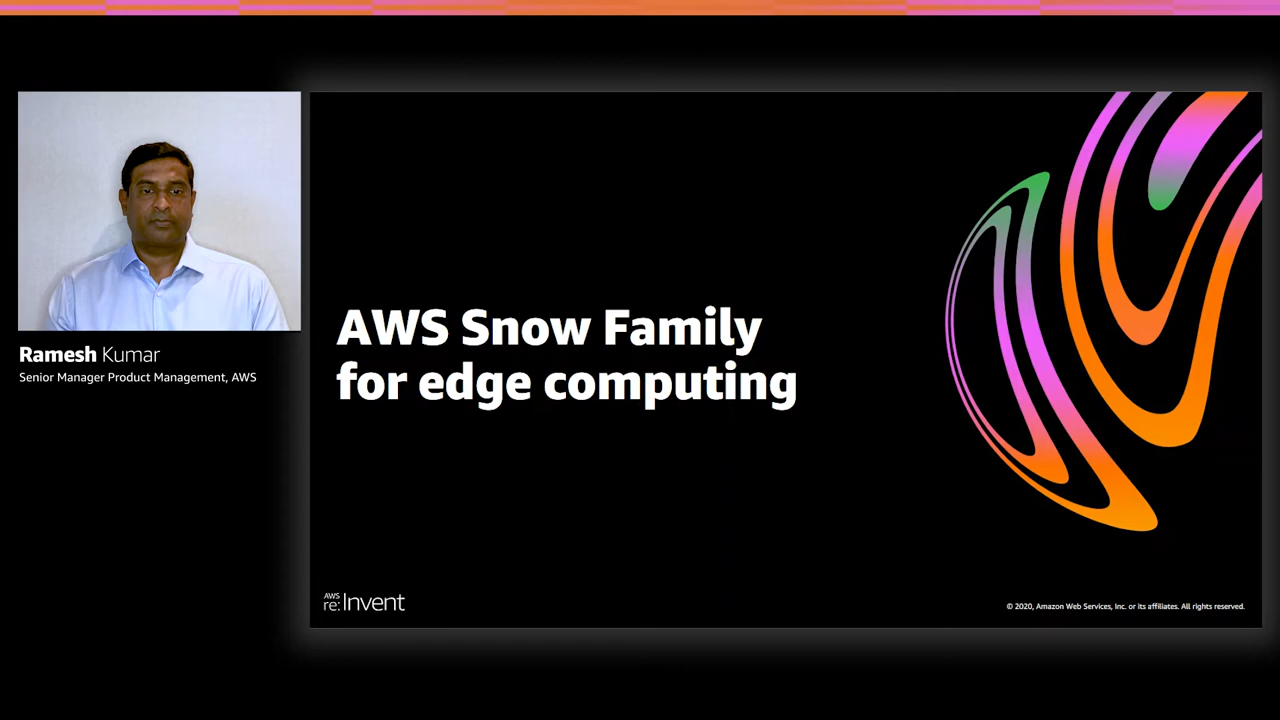 Ramesh Kumar
Senior Manager Product Management, AWS
AWS Snow Family
for edge computing
AWS
re:Invent
© 2020, Amazon Web Services, Inc. or its affiliates. All rights reserved.